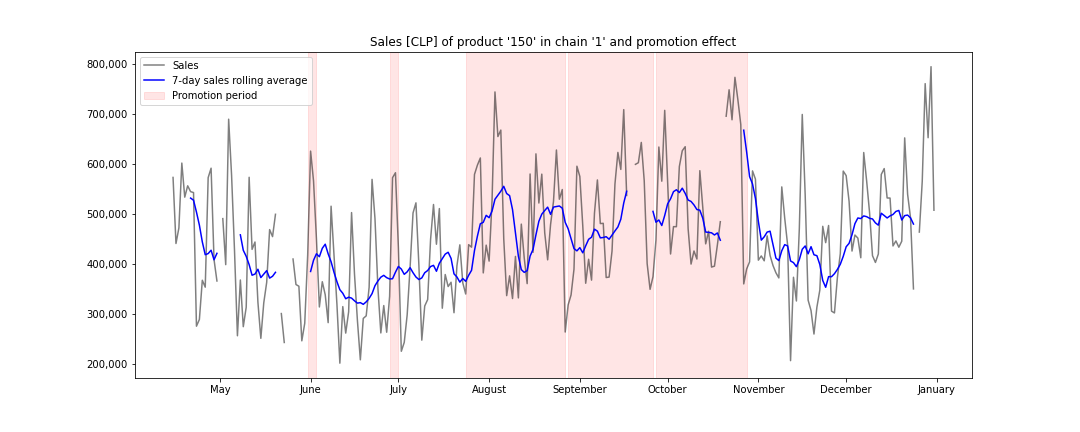 Sales [CLP] of product '150' in chain '1' and promotion effect
Sales
7-day sales rolling average
Promotion period
800,000
700,000
600,000
500,000
400,000
300,000
200,000
May June July August September October November December January